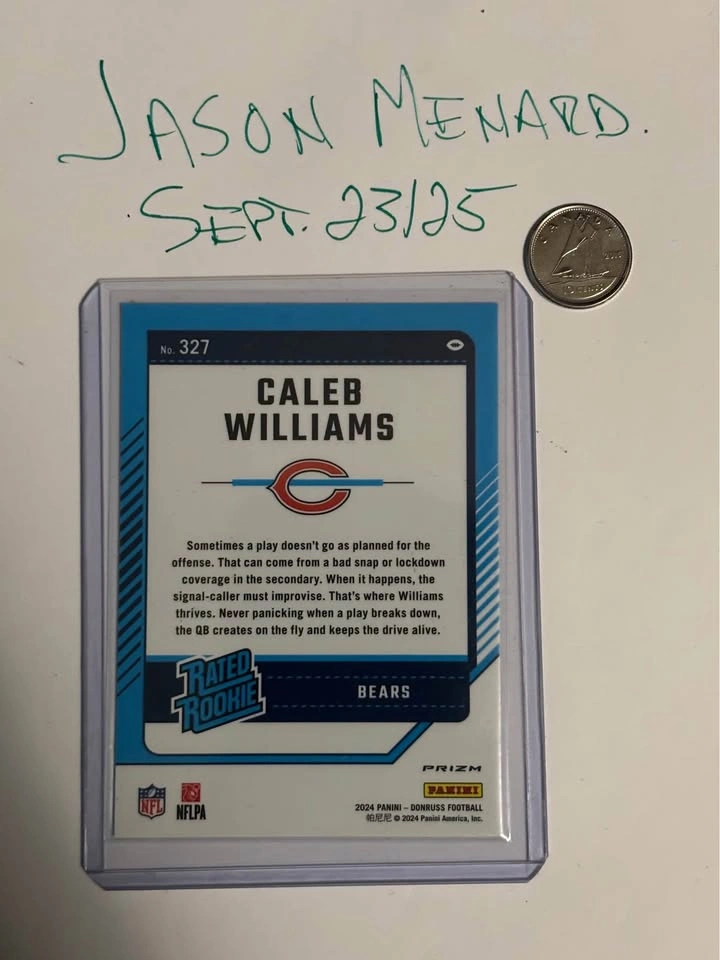 JASON MENARD.
SEPT. 23/25
CANADA
No. 327
CALEB
WILLIAMS
Sometimes a play doesn't go as planned for the
offense. That can come from a bad snap or lockdown
coverage in the secondary. When it happens, the
signal-caller must improvise. That's where Williams
thrives. Never panicking when a play breaks down,
the QB creates on the fly and keeps the drive alive.
RATED
ROOKIE
BEARS
PRIZM
PANINI
NFL
NFLPA
2024 PANINI – DONRUSS FOOTBALL
帕尼尼 © 2024 Panini America, Inc.